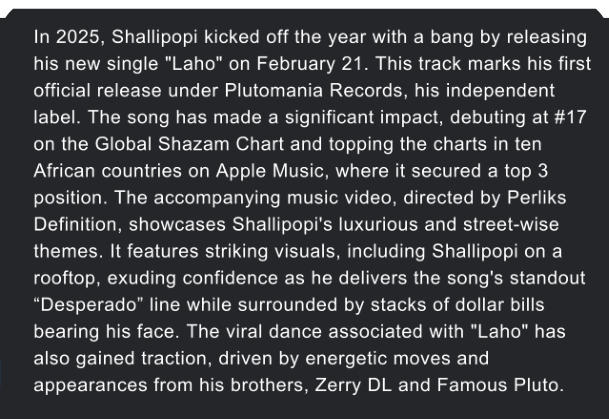 In 2025, Shallipopi kicked off the year with a bang by releasing
his new single "Laho" on February 21. This track marks his first
official release under Plutomania Records, his independent
label. The song has made a significant impact, debuting at #17
on the Global Shazam Chart and topping the charts in ten
African countries on Apple Music, where it secured a top 3
position. The accompanying music video, directed by Perliks
Definition, showcases Shallipopi's luxurious and street-wise
themes. It features striking visuals, including Shallipopi on a
rooftop, exuding confidence as he delivers the song's standout
“Desperado” line while surrounded by stacks of dollar bills
bearing his face. The viral dance associated with "Laho" has
also gained traction, driven by energetic moves and
appearances from his brothers, Zerry DL and Famous Pluto.